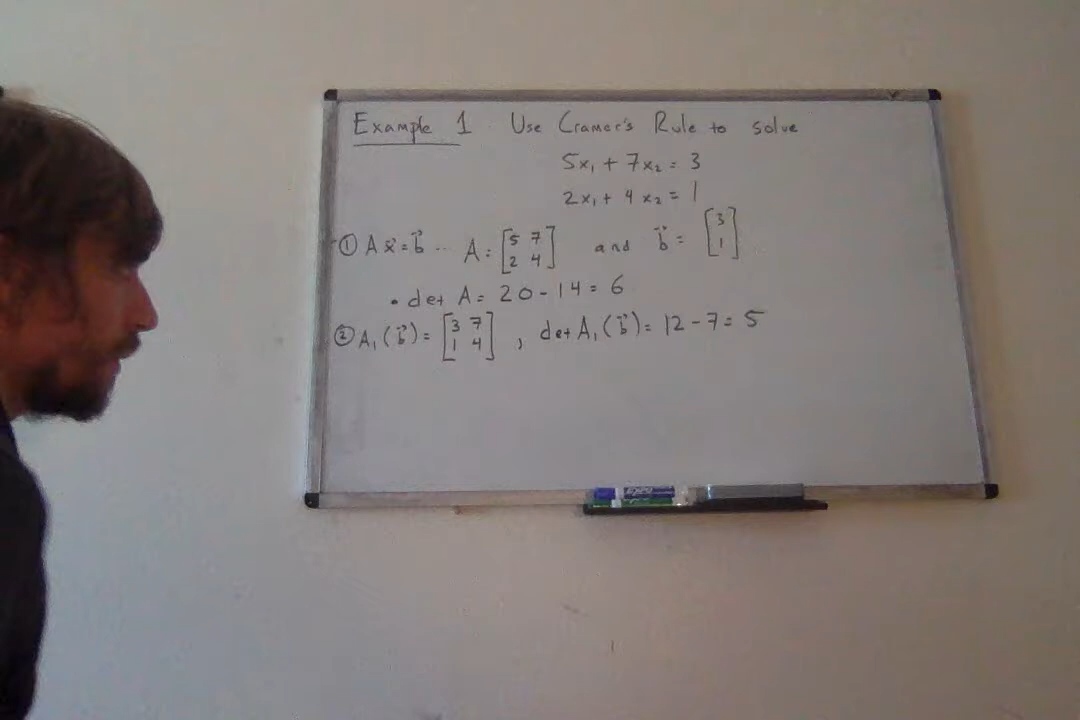 Example 1 Use Cramer's Rule to solve
5x₁ + 7x₂ = 3
2x₁ + 4x₂ = 1
① Ax⃗ = b⃗ ... A = [5 7; 2 4] and b⃗ = [3; 1]
• det A = 20 - 14 = 6
② A₁(b⃗) = [3 7; 1 4], det A₁(b⃗) = 12 - 7 = 5